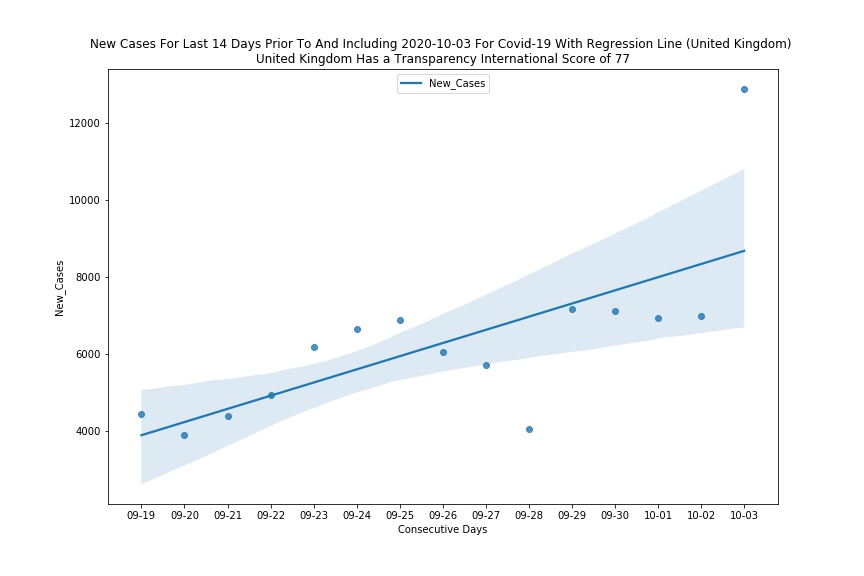 New Cases For Last 14 Days Prior To And Including 2020-10-03 For Covid-19 With Regression Line (United Kingdom)
United Kingdom Has a Transparency International Score of 77
New_Cases
12000
10000
8000
6000
4000
New_Cases
09-19 09-20 09-21 09-22 09-23 09-24 09-25 09-26 09-27 09-28 09-29 09-30 10-01 10-02 10-03
Consecutive Days